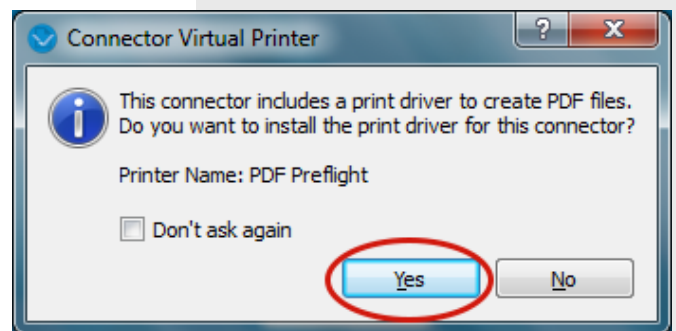 Connector Virtual Printer
? X
This connector includes a print driver to create PDF files.
Do you want to install the print driver for this connector?
Printer Name: PDF Preflight
Don't ask again
Yes No